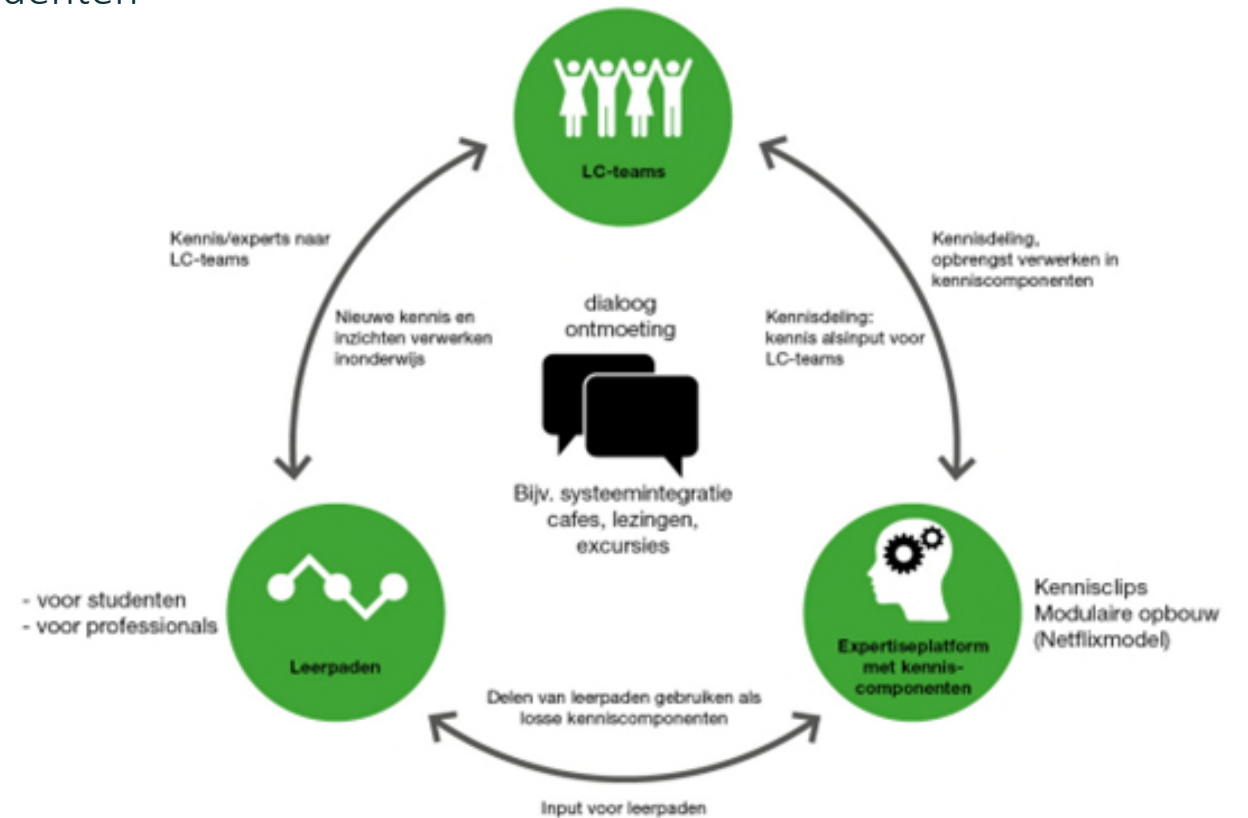 LC-teams
Kennis/experts naar
LC-teams
Nieuwe kennis en
inzichten verwerken
inonderwijs
dialoog
ontmoeting
Bijv. systeemintegratie
cafes, lezingen,
excursies
Kennisdeling,
opbrengst verwerken in
kenniscomponenten
Kennisdeling:
kennis alsinput voor
LC-teams
- voor studenten
- voor professionals
Leerpaden
Expertiseplatform
met kennis-
componenten
Kennisclips
Modulaire opbouw
(Netflixmodel)
Delen van leerpaden gebruiken als
losse kenniscomponenten
Input voor leerpaden